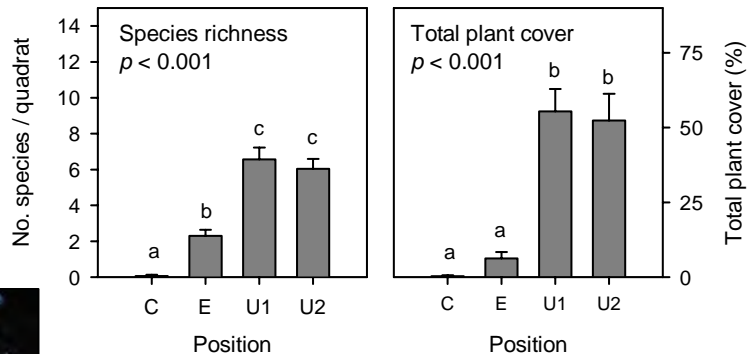 Species richness
p < 0.001
No. species / quadrat
14
12
10
8
6
4
2
0
a
b
c
c
C E U1 U2
Position
Total plant cover
p < 0.001
a
a
b
b
75
50
25
0
Total plant cover (%)
C E U1 U2
Position